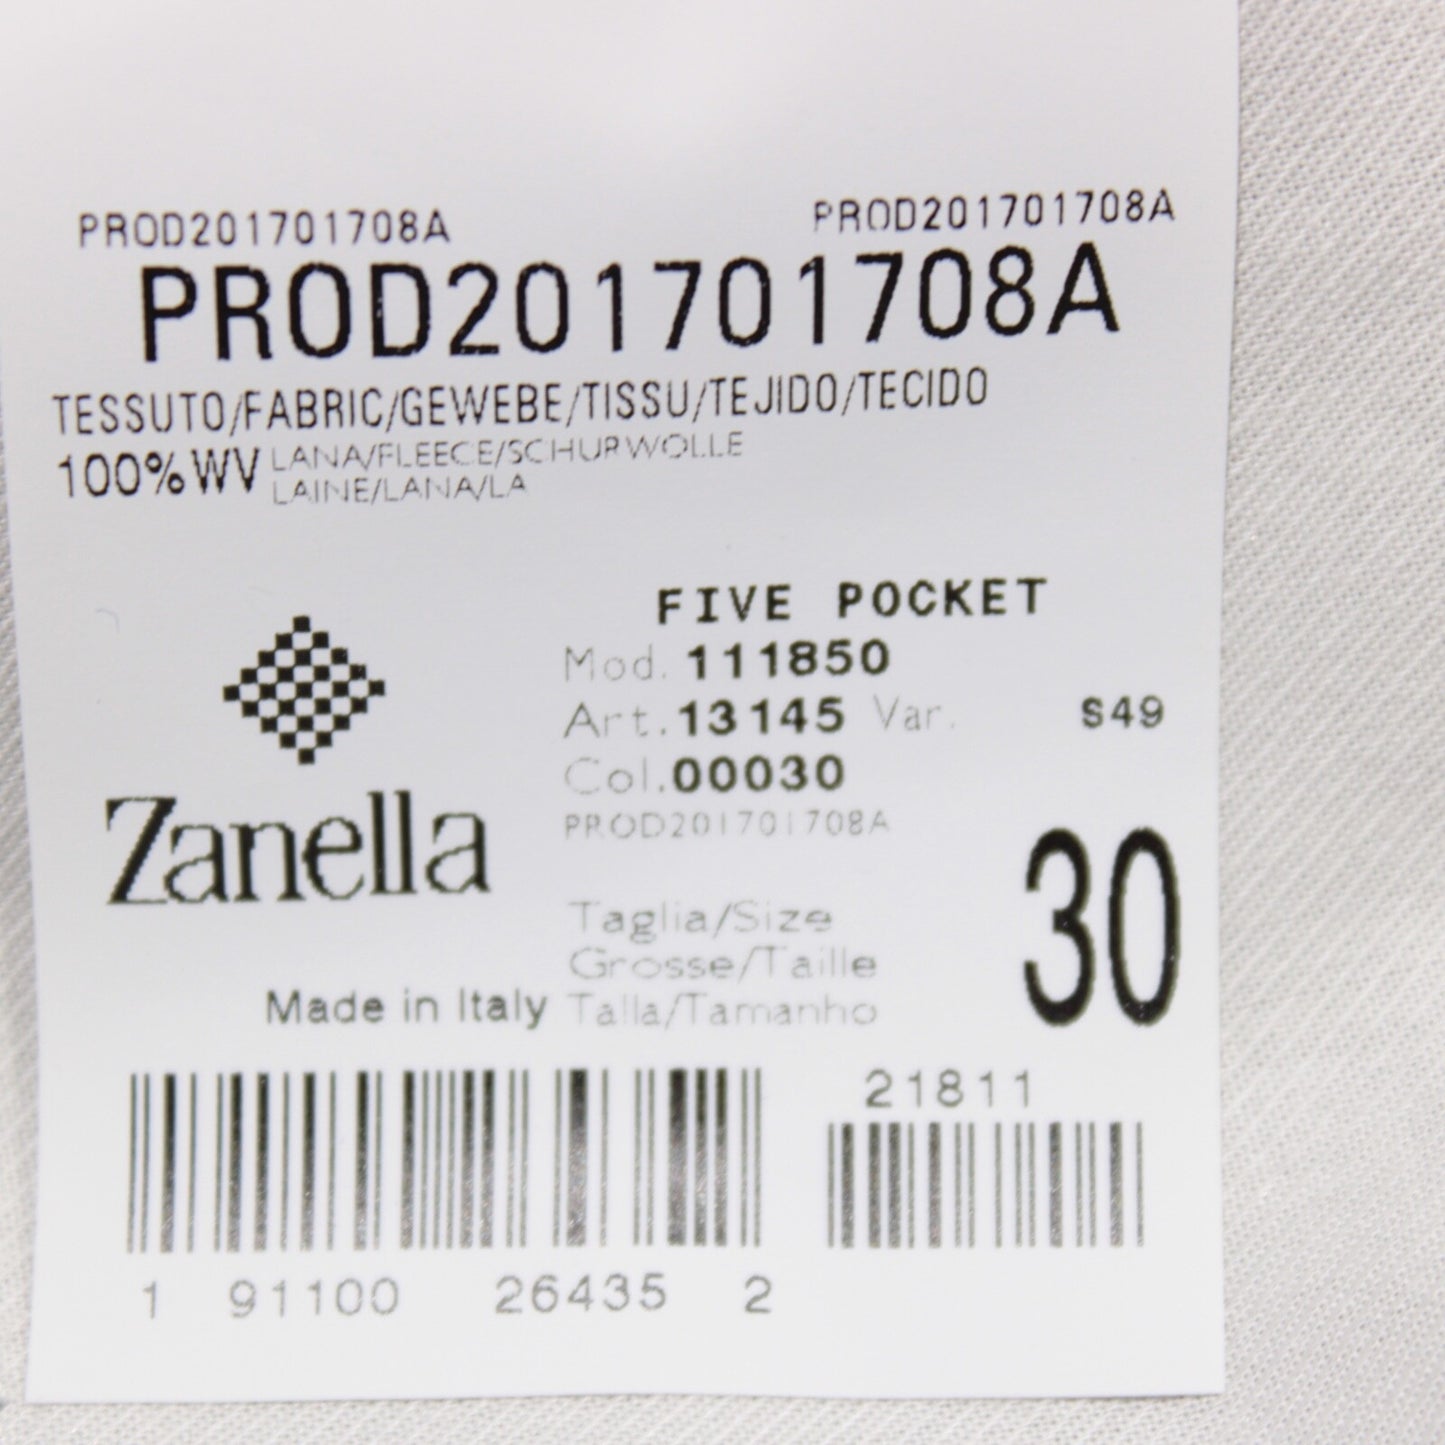 PROD201701708A PROD201701708A
PROD201701708A
TESSUTO/FABRIC/GEWEBE/TISSU/TEJIDO/TECIDO
100%WV LANA/FLEECE/SCHURWOLLE
LAINE/LANA/LA
FIVE POCKET
Mod. 111850
Art. 13145 Var. S49
Col. 00030
PROD201701708A
Zanella
Taglia/Size
Grosse/Taille
Talla/Tamanho
30
Made in Italy
21811
1 91100 26435 2